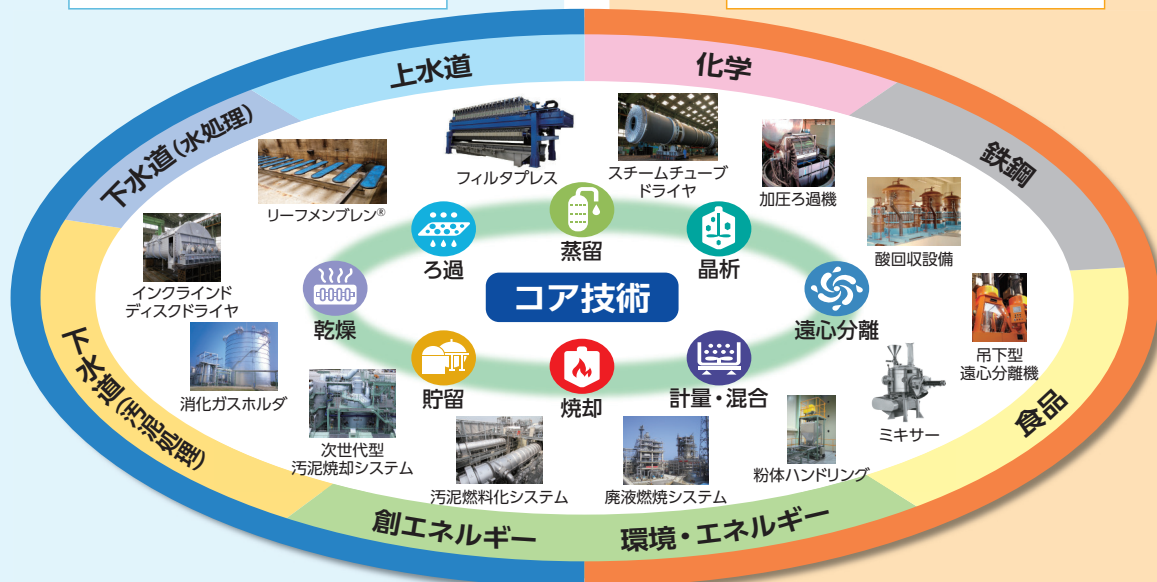 上水道
化学
下水道(水処理)
鉄鋼
フィルタプレス
スチームチューブ
ドライヤ
加圧ろ過機
リーフメンブレン®
酸回収設備
インクラインド
ディスクドライヤ
ろ過
蒸留
晶析
乾燥
コア技術
遠心分離
吊下型
遠心分離機
消化ガスホルダ
貯留
焼却
計量・混合
ミキサー
下水道(汚泥処理)
食品
次世代型
汚泥焼却システム
汚泥燃料化システム
廃液燃焼システム
粉体ハンドリング
創エネルギー
環境・エネルギー